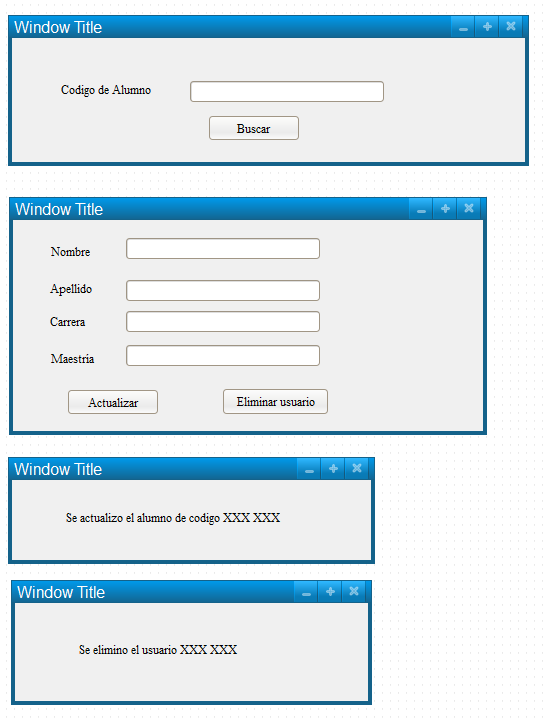 Window Title
Codigo de Alumno
Buscar
Window Title
Nombre
Apellido
Carrera
Maestria
Actualizar Eliminar usuario
Window Title
Se actualizo el alumno de codigo XXX XXX
Window Title
Se elimino el usuario XXX XXX